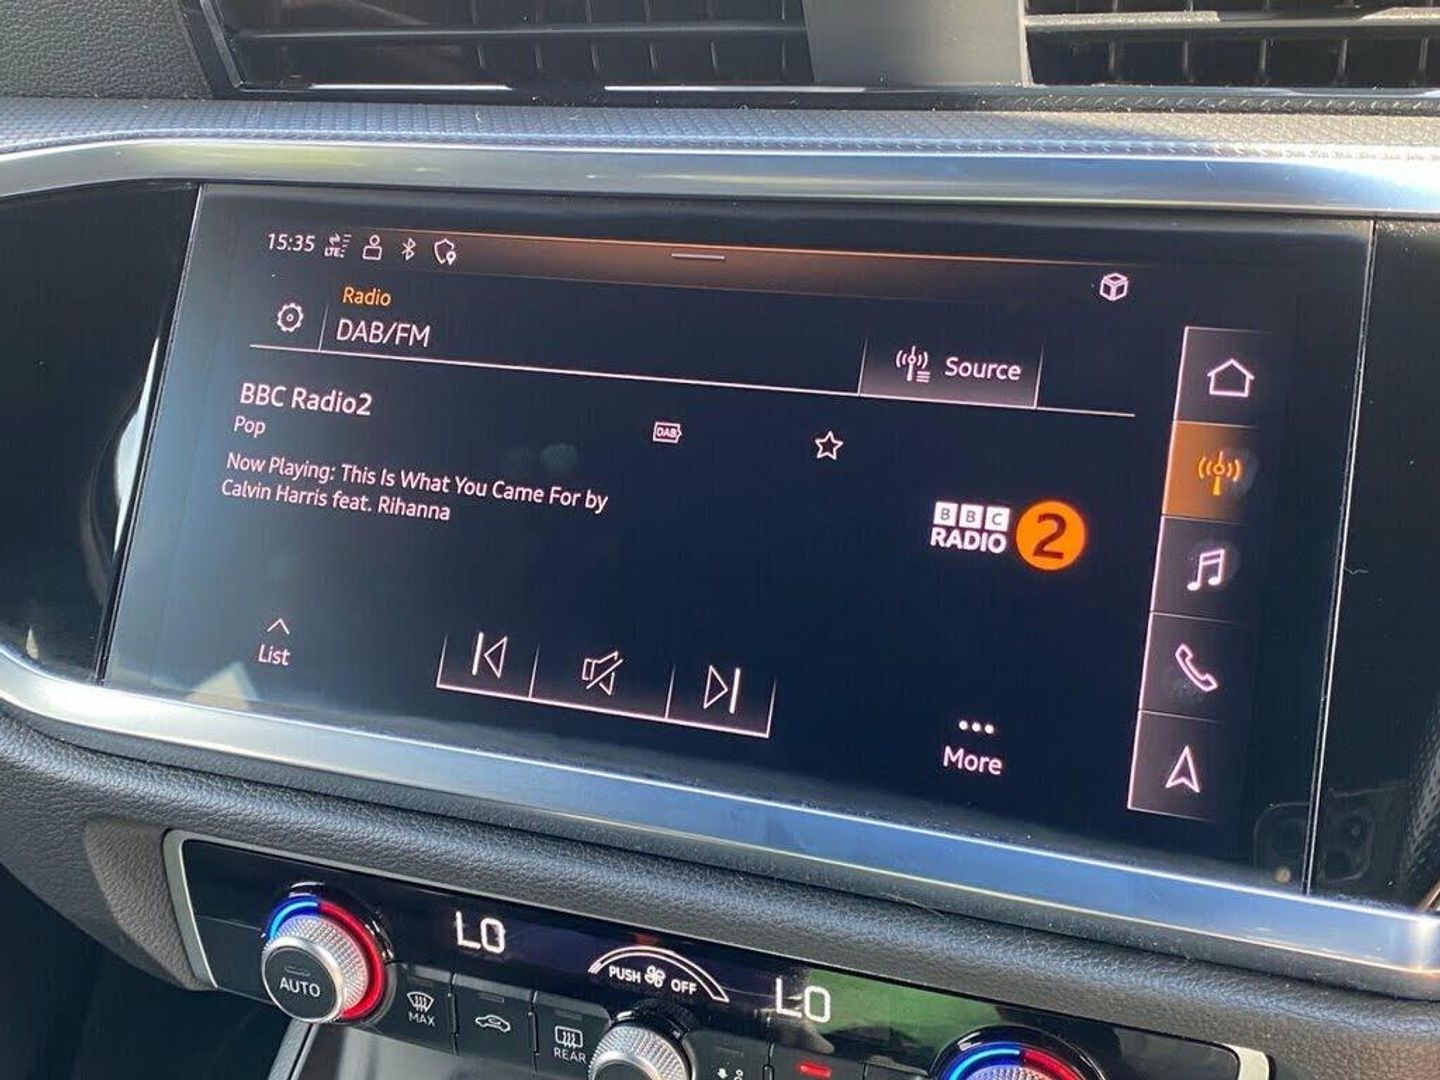 15:35 LTE
Radio
DAB/FM
Source
BBC Radio2
Pop
DAB
Now Playing: This Is What You Came For by
Calvin Harris feat. Rihanna
BBC
RADIO 2
List
More
LO
PUSH OFF
LO
AUTO
MAX
REAR